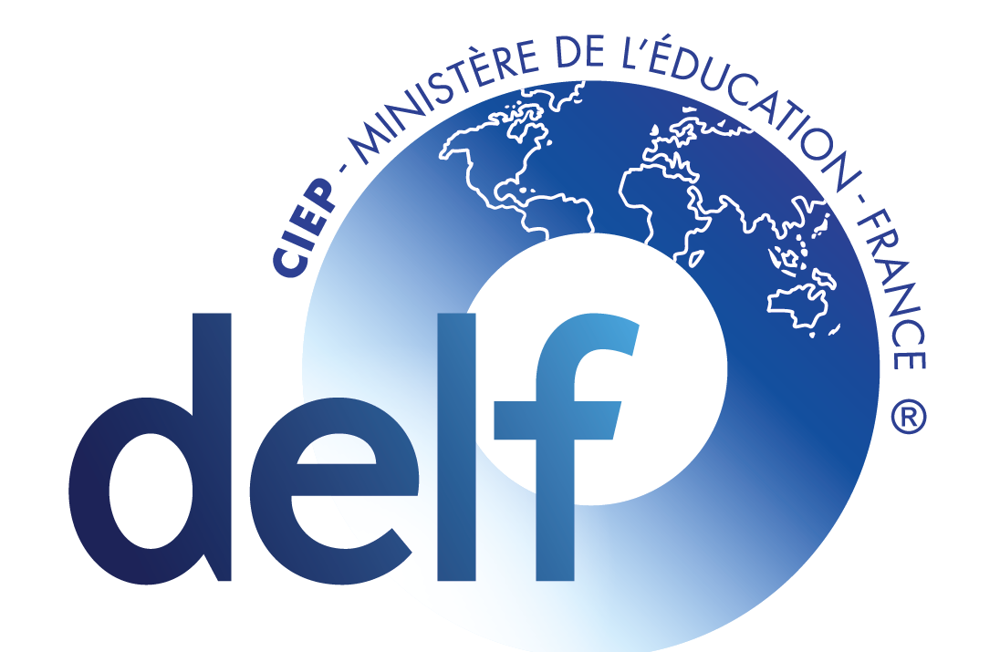 CIEP - MINISTÈRE DE L'ÉDUCATION - FRANCE ®
delf